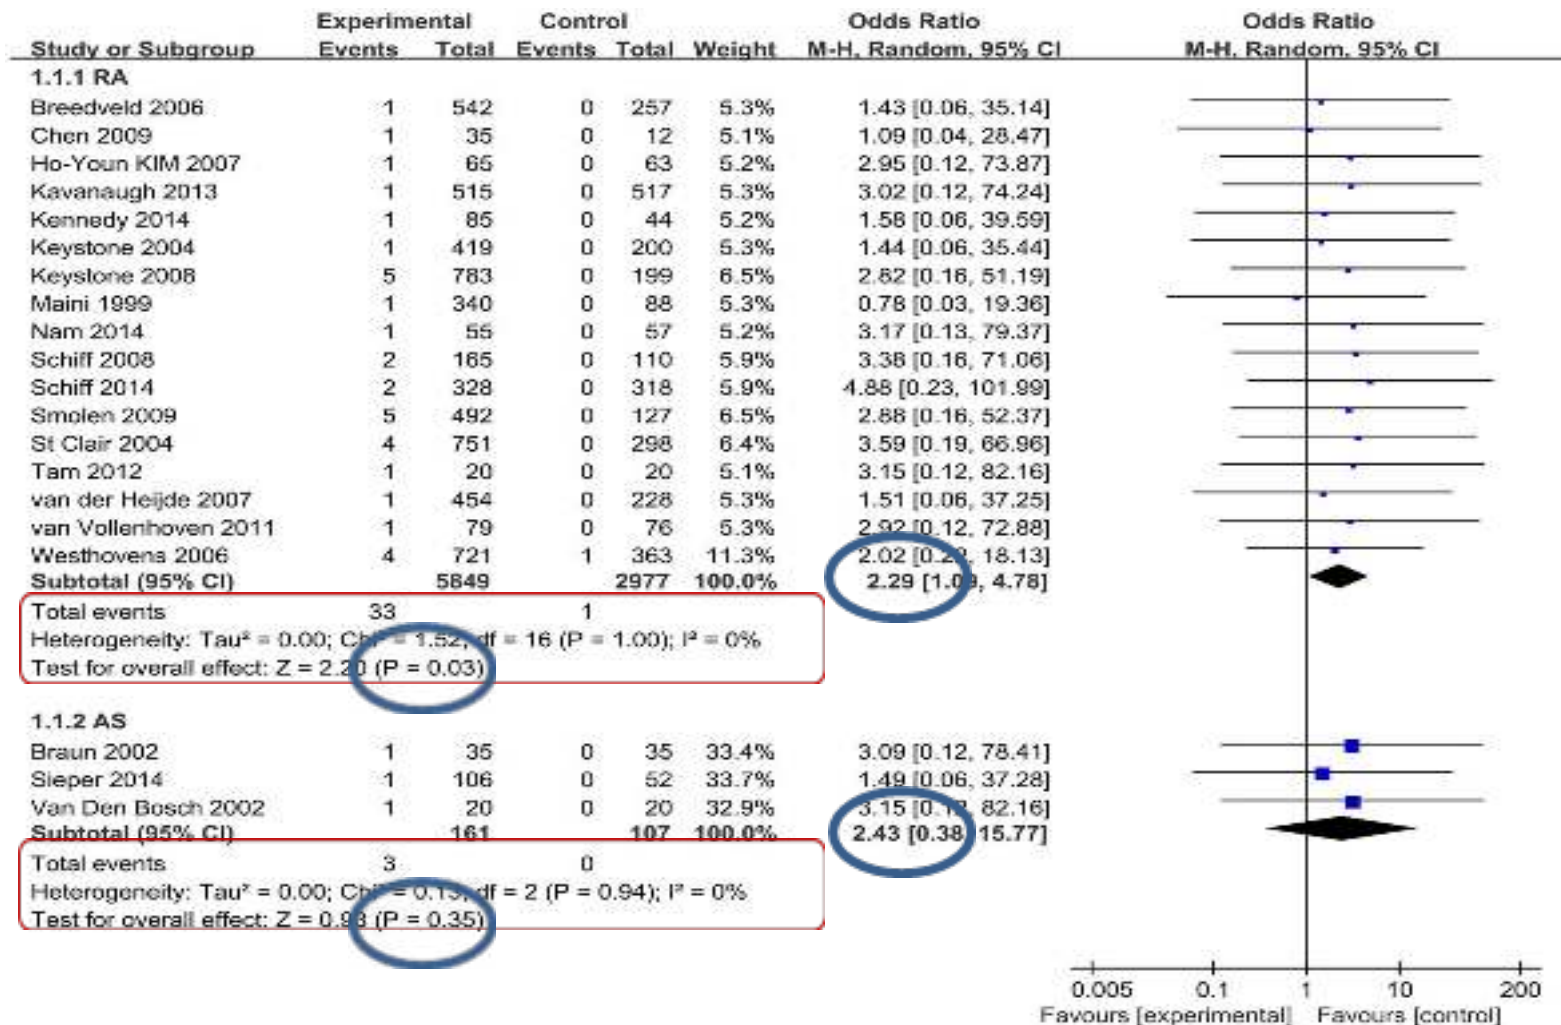 Experimental Control Odds Ratio Odds Ratio
Study or Subgroup Events Total Events Total Weight M-H, Random, 95% CI M-H, Random, 95% CI
1.1.1 RA
Breedveld 2006 1 542 0 257 5.3% 1.43 [0.06, 35.14]
Chen 2009 1 35 0 12 5.1% 1.09 [0.04, 28.47]
Ho-Youn KIM 2007 1 65 0 63 5.2% 2.95 [0.12, 73.87]
Kavanaugh 2013 1 515 0 517 5.3% 3.02 [0.12, 74.24]
Kennedy 2014 1 85 0 44 5.2% 1.58 [0.06, 39.59]
Keystone 2004 1 419 0 200 5.3% 1.44 [0.06, 35.44]
Keystone 2008 5 783 0 199 6.5% 2.82 [0.16, 51.19]
Maini 1999 1 340 0 88 5.3% 0.78 [0.03, 19.36]
Nam 2014 1 55 0 57 5.2% 3.17 [0.13, 79.37]
Schiff 2008 2 165 0 110 5.9% 3.38 [0.16, 71.06]
Schiff 2014 2 328 0 318 5.9% 4.88 [0.23, 101.99]
Smolen 2009 5 492 0 127 6.5% 2.88 [0.16, 52.37]
St Clair 2004 4 751 0 298 6.4% 3.59 [0.19, 66.96]
Tam 2012 1 20 0 20 5.1% 3.15 [0.12, 82.16]
van der Heijde 2007 1 454 0 228 5.3% 1.51 [0.06, 37.25]
van Vollenhoven 2011 1 79 0 76 5.3% 2.92 [0.12, 72.88]
Westhovens 2006 4 721 1 363 11.3% 2.02 18.13]
Subtotal (95% CI) 5849 2977 100.0% 2.29 [1.09, 4.78]
Total events 33 1
Heterogeneity: Tau² = 0.00; Chi² = 1.52, df = 16 (P = 1.00); I² = 0%
Test for overall effect: Z = 2.20 (P = 0.03)
1.1.2 AS
Braun 2002 1 35 0 35 33.4% 3.09 [0.12, 78.41]
Sieper 2014 1 106 0 52 33.7% 1.49 [0.06, 37.28]
Van Den Bosch 2002 1 20 0 20 32.9% 3.15 [0.12, 82.16]
Subtotal (95% CI) 161 107 100.0% 2.43 [0.38, 15.77]
Total events 3 0
Heterogeneity: Tau² = 0.00; Chi² = 0.13, df = 2 (P = 0.94); I² = 0%
Test for overall effect: Z = 0.93 (P = 0.35)
0.005 0.1 1 10 200
Favours [experimental] Favours [control]